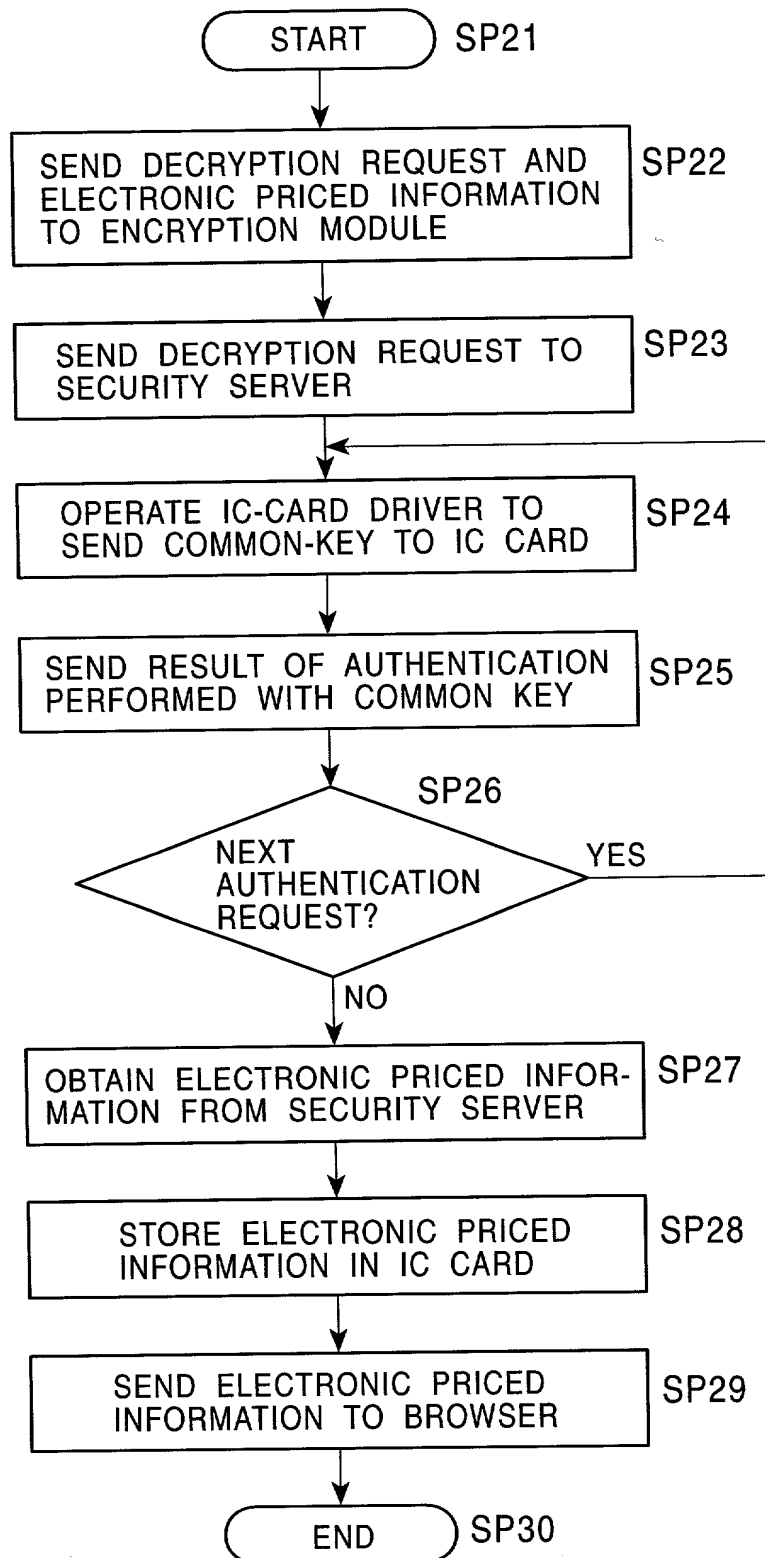 START SP21
SEND DECRYPTION REQUEST AND SP22
ELECTRONIC PRICED INFORMATION
TO ENCRYPTION MODULE
SEND DECRYPTION REQUEST TO SP23
SECURITY SERVER
OPERATE IC-CARD DRIVER TO SP24
SEND COMMON-KEY TO IC CARD
SEND RESULT OF AUTHENTICATION SP25
PERFORMED WITH COMMON KEY
SP26
NEXT
AUTHENTICATION
REQUEST?
YES
NO
OBTAIN ELECTRONIC PRICED INFOR- SP27
MATION FROM SECURITY SERVER
STORE ELECTRONIC PRICED SP28
INFORMATION IN IC CARD
SEND ELECTRONIC PRICED SP29
INFORMATION TO BROWSER
END SP30